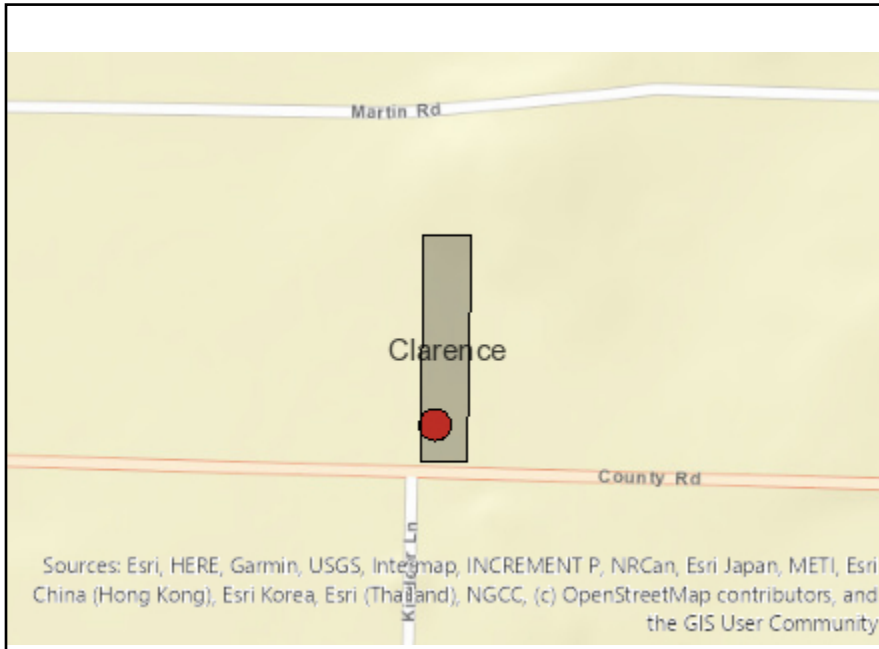 Martin Rd
Clarence
County Rd
Ln
Sources: Esri, HERE, Garmin, USGS, Intermap, INCREMENT P, NRCan, Esri Japan, METI, Esri
China (Hong Kong), Esri Korea, Esri (Thailand), NGCC, (c) OpenStreetMap contributors, and
the GIS User Community